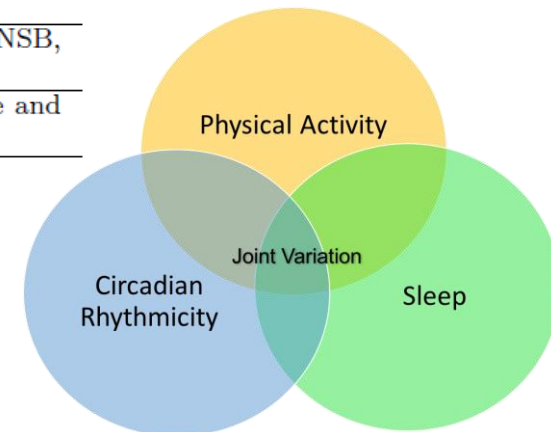 NSB,
e and
Physical Activity
Joint Variation
Circadian
Rhythmicity
Sleep